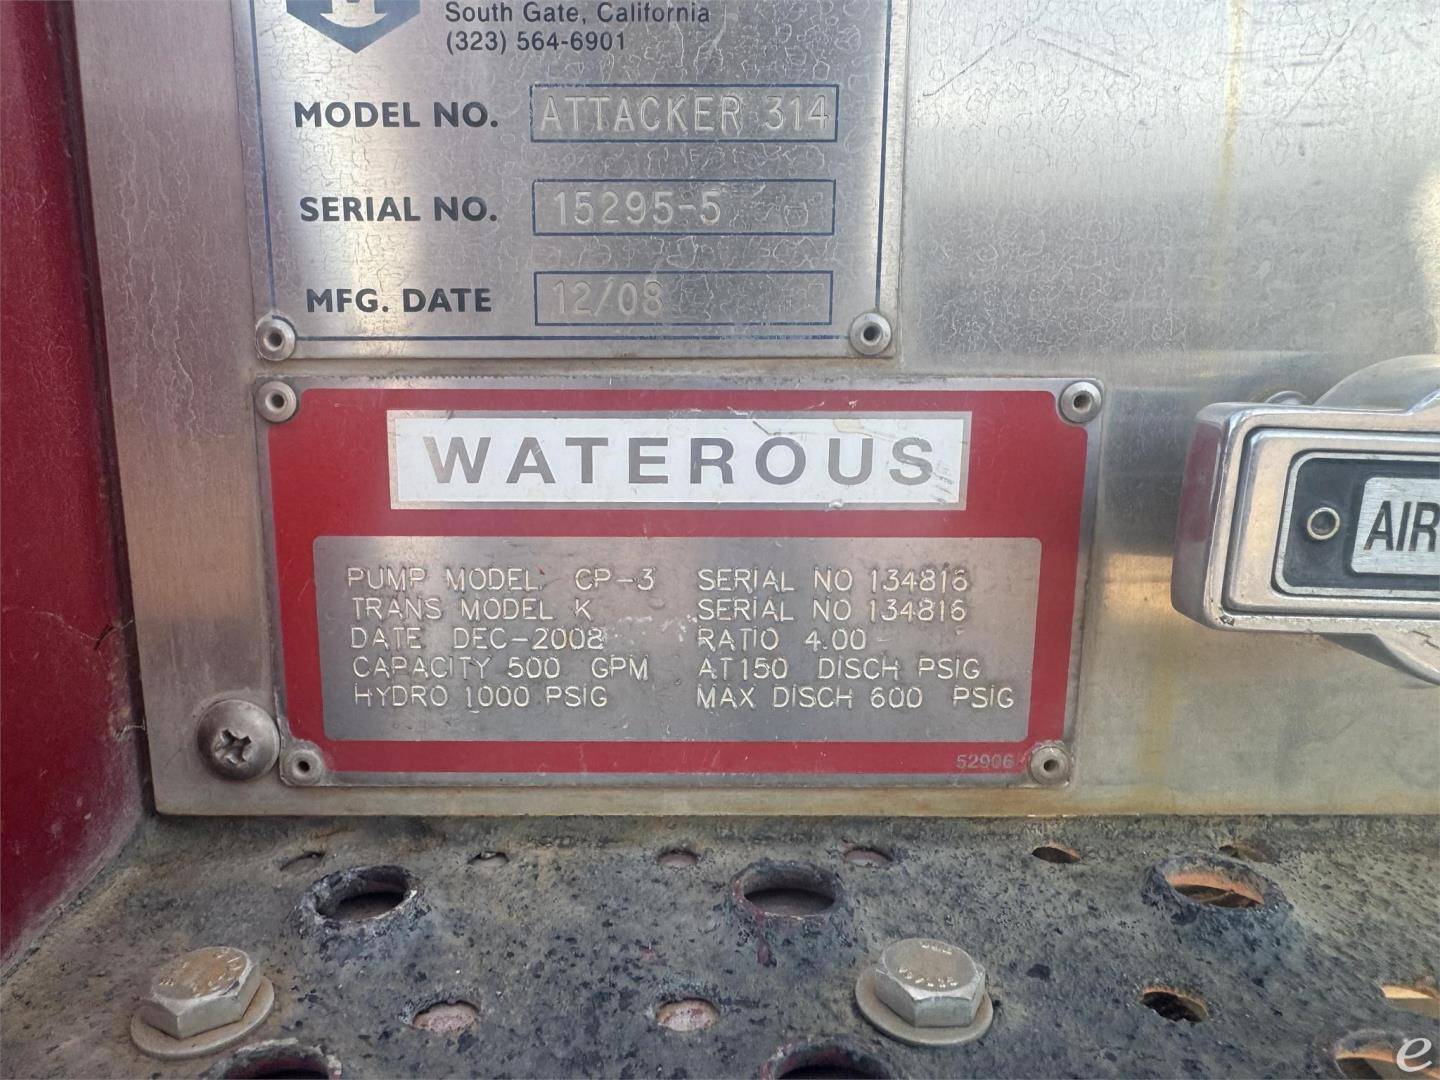 South Gate, California
(323) 564-6901
MODEL NO. ATTACKER 314
SERIAL NO. 15295-5
MFG. DATE 12/08
WATEROUS
PUMP MODEL CP-3 SERIAL NO 134816
TRANS MODEL K SERIAL NO 134816
DATE DEC-2008 RATIO 4.00
CAPACITY 500 GPM AT 150 DISCH PSIG
HYDRO 1000 PSIG MAX DISCH 600 PSIG
52906
AIR
e